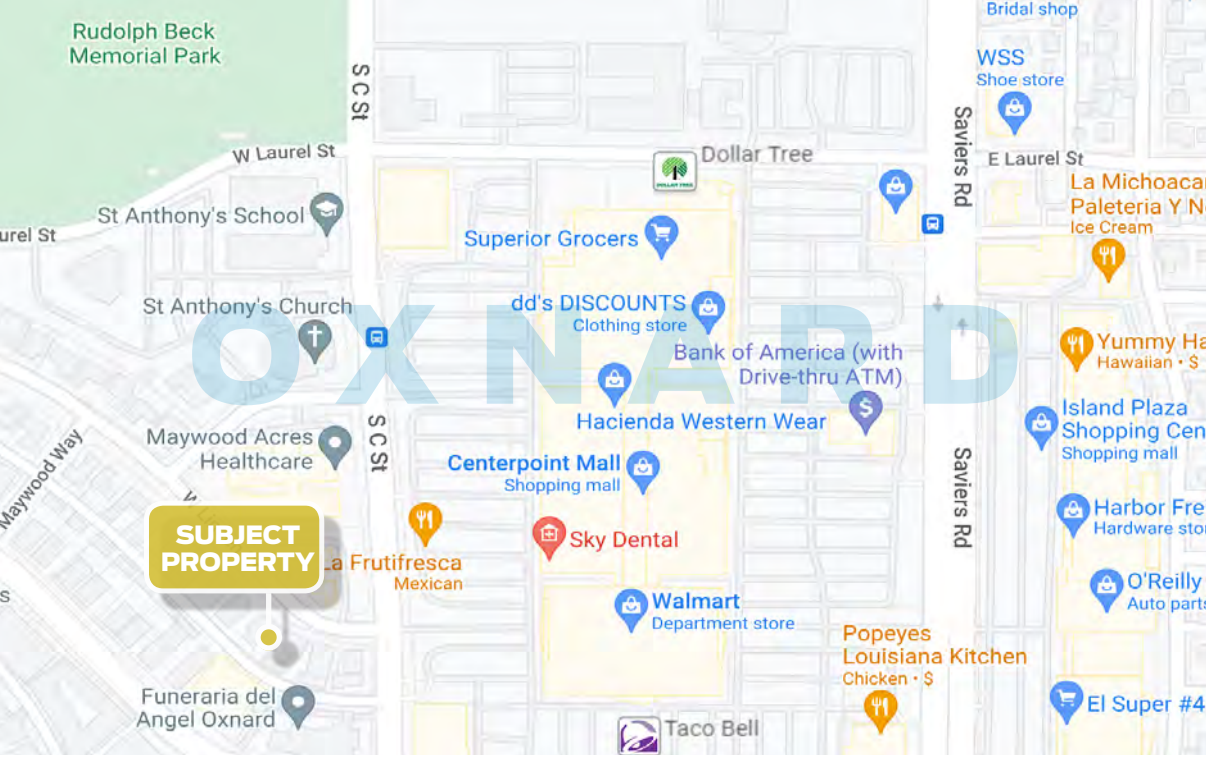 Bridal shop
Rudolph Beck
Memorial Park
WSS
Shoe store
S C St
Saviers Rd
W Laurel St
Dollar Tree
DOLLAR TREE
E Laurel St
La Michoaca
Paleteria Y N
Ice Cream
St Anthony's School
urel St
Superior Grocers
St Anthony's Church
dd's DISCOUNTS
Clothing store
OXNARD
Bank of America (with
Drive-thru ATM)
Yummy Ha
Hawaiian • $
Hacienda Western Wear
Island Plaza
Shopping Cen
Shopping mall
Maywood Acres
Healthcare
S C St
Centerpoint Mall
Shopping mall
Maywood Way
Saviers Rd
Harbor Fre
Hardware sto
SUBJECT
PROPERTY
Sky Dental
La Frutifresca
Mexican
O'Reilly
Auto parts
s
Walmart
Department store
Popeyes
Louisiana Kitchen
Chicken • $
Funeraria del
Angel Oxnard
El Super #4
Taco Bell